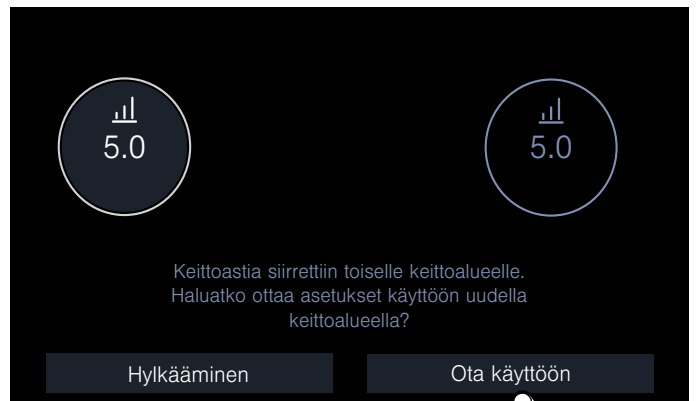 5.0
5.0
Keittoastia siirrettiin toiselle keittoalueelle.
Haluatko ottaa asetukset käyttöön uudella
keittoalueella?
Hylkääminen
Ota käyttöön